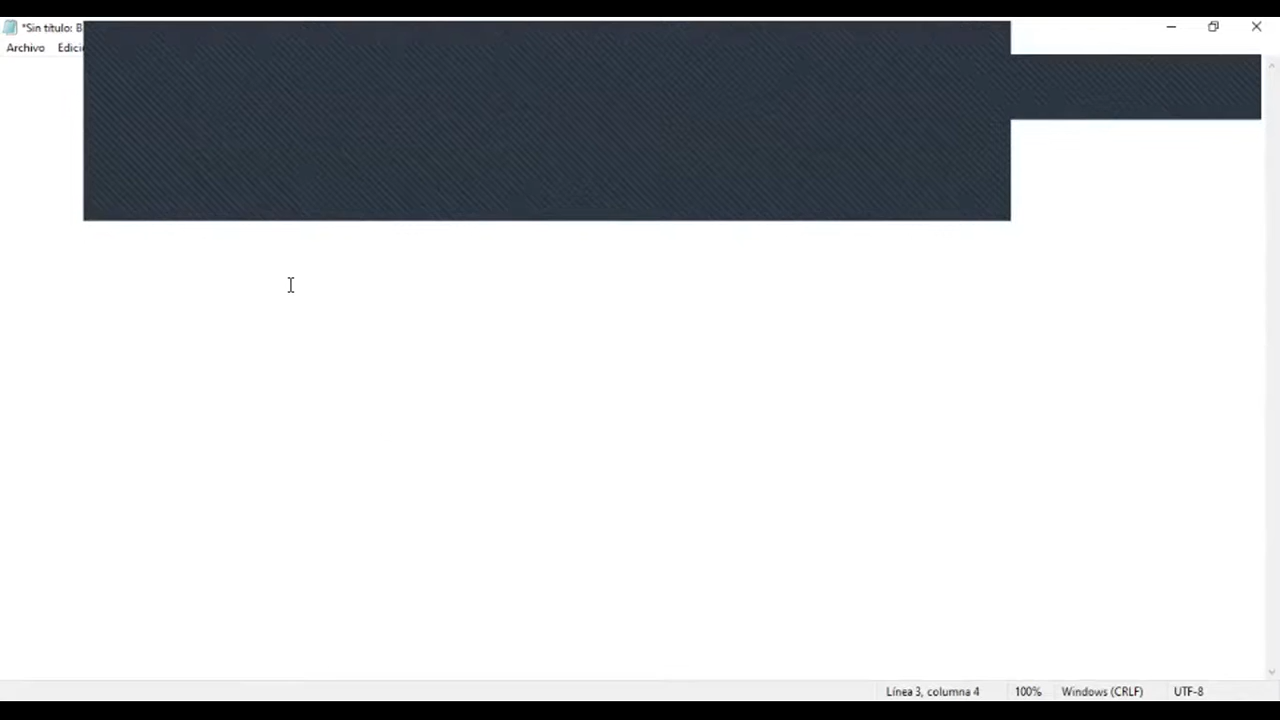 *Sin título: B
Archivo Edici
Línea 3, columna 4 100% Windows (CRLF) UTF-8